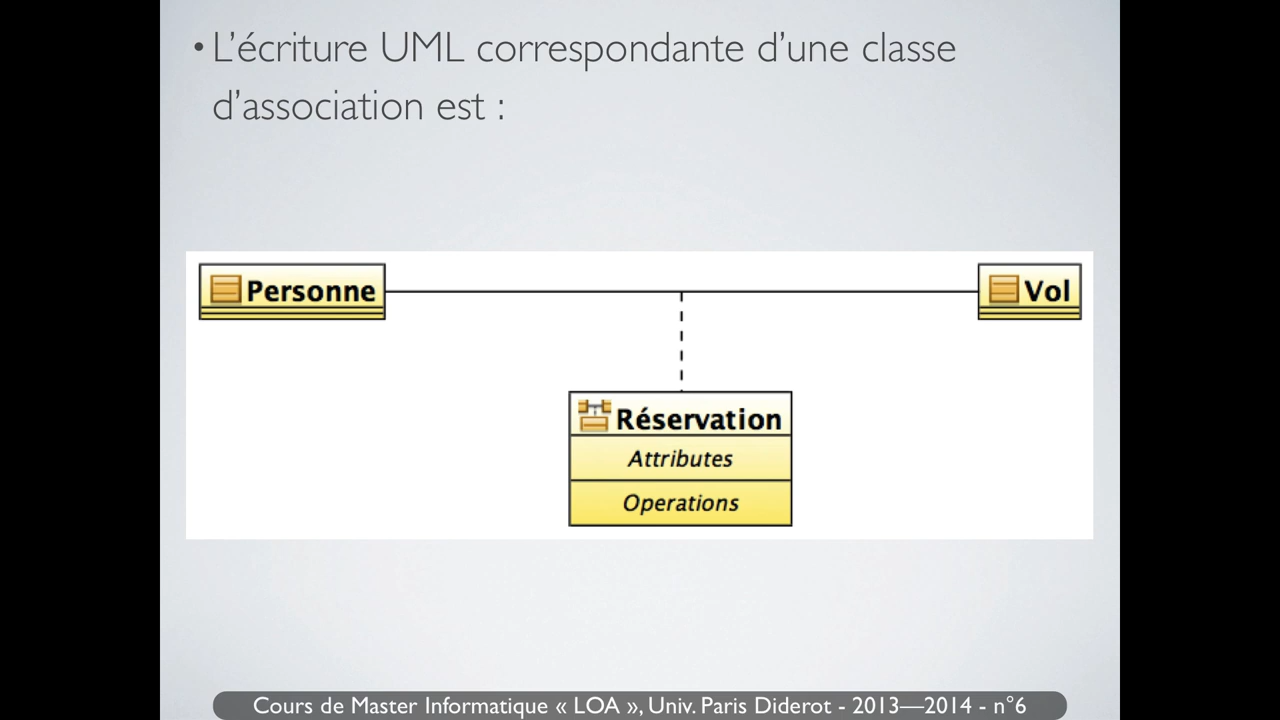 • L’écriture UML correspondante d’une classe
d’association est :
Personne
Vol
Réservation
Attributes
Operations
Cours de Master Informatique « LOA », Univ. Paris Diderot - 2013—2014 - n°6